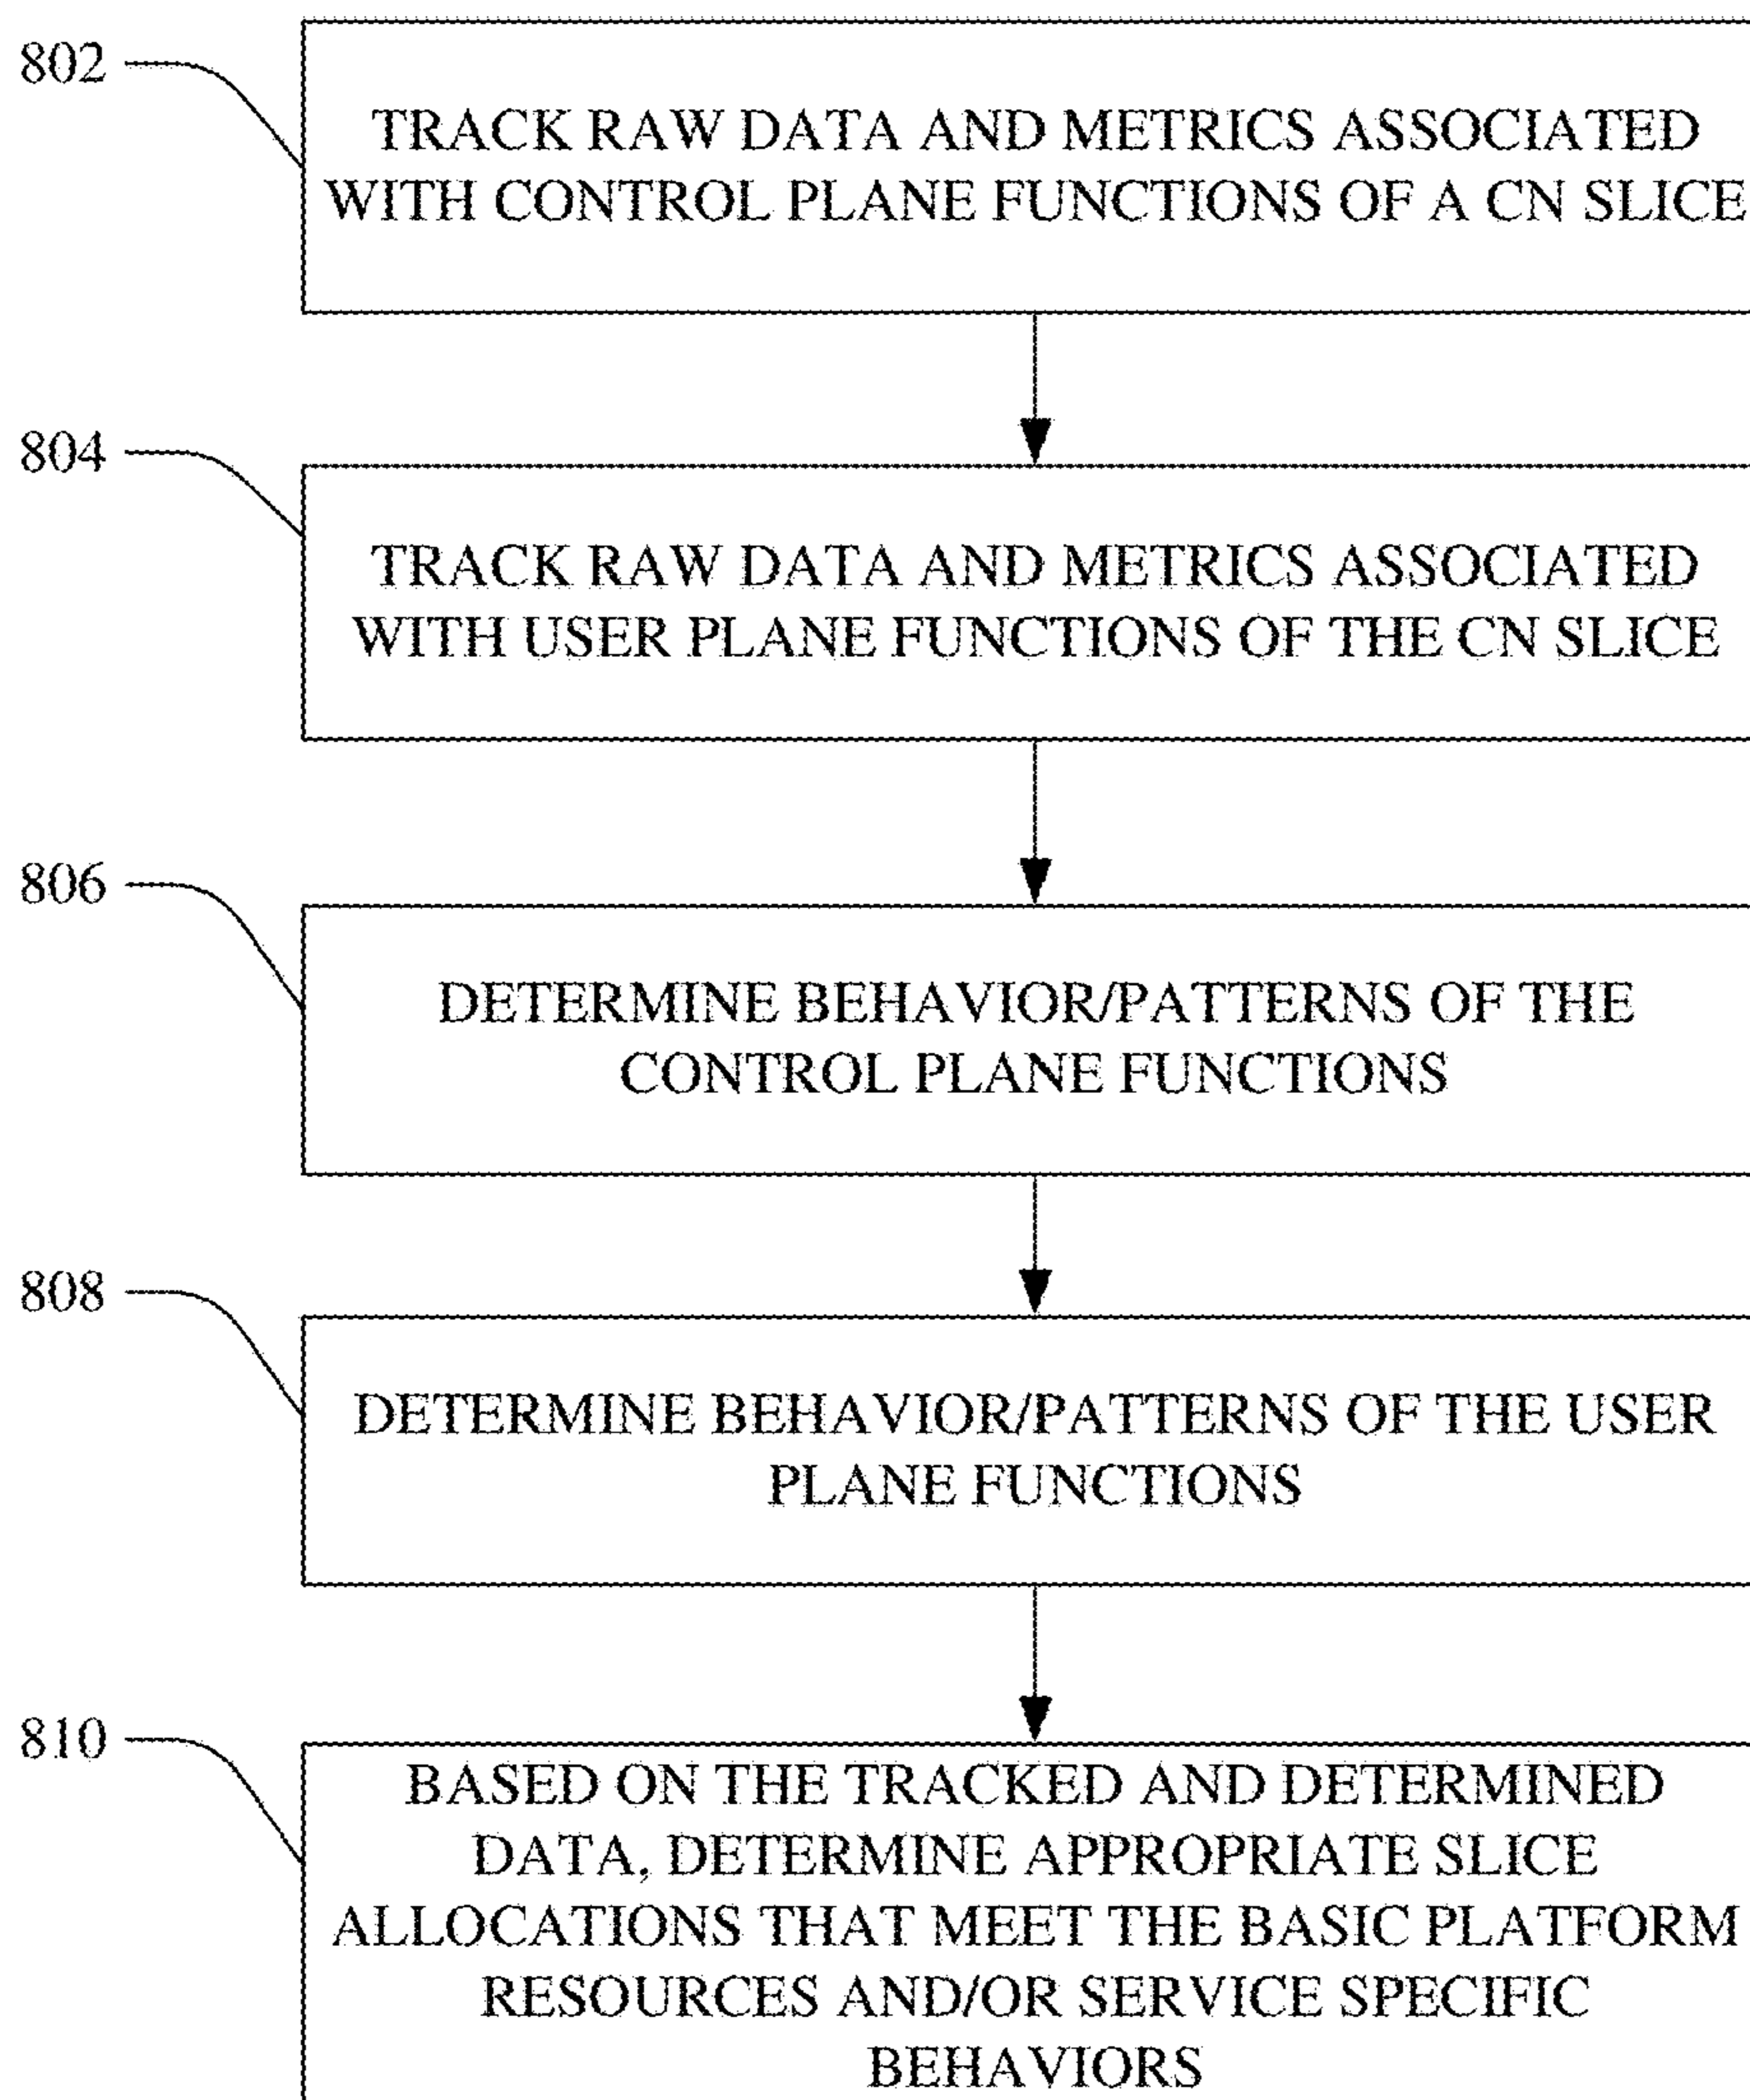 802
TRACK RAW DATA AND METRICS ASSOCIATED
WITH CONTROL PLANE FUNCTIONS OF A CN SLICE
804
TRACK RAW DATA AND METRICS ASSOCIATED
WITH USER PLANE FUNCTIONS OF THE CN SLICE
806
DETERMINE BEHAVIOR/PATTERNS OF THE
CONTROL PLANE FUNCTIONS
808
DETERMINE BEHAVIOR/PATTERNS OF THE USER
PLANE FUNCTIONS
810
BASED ON THE TRACKED AND DETERMINED
DATA, DETERMINE APPROPRIATE SLICE
ALLOCATIONS THAT MEET THE BASIC PLATFORM
RESOURCES AND/OR SERVICE SPECIFIC
BEHAVIORS